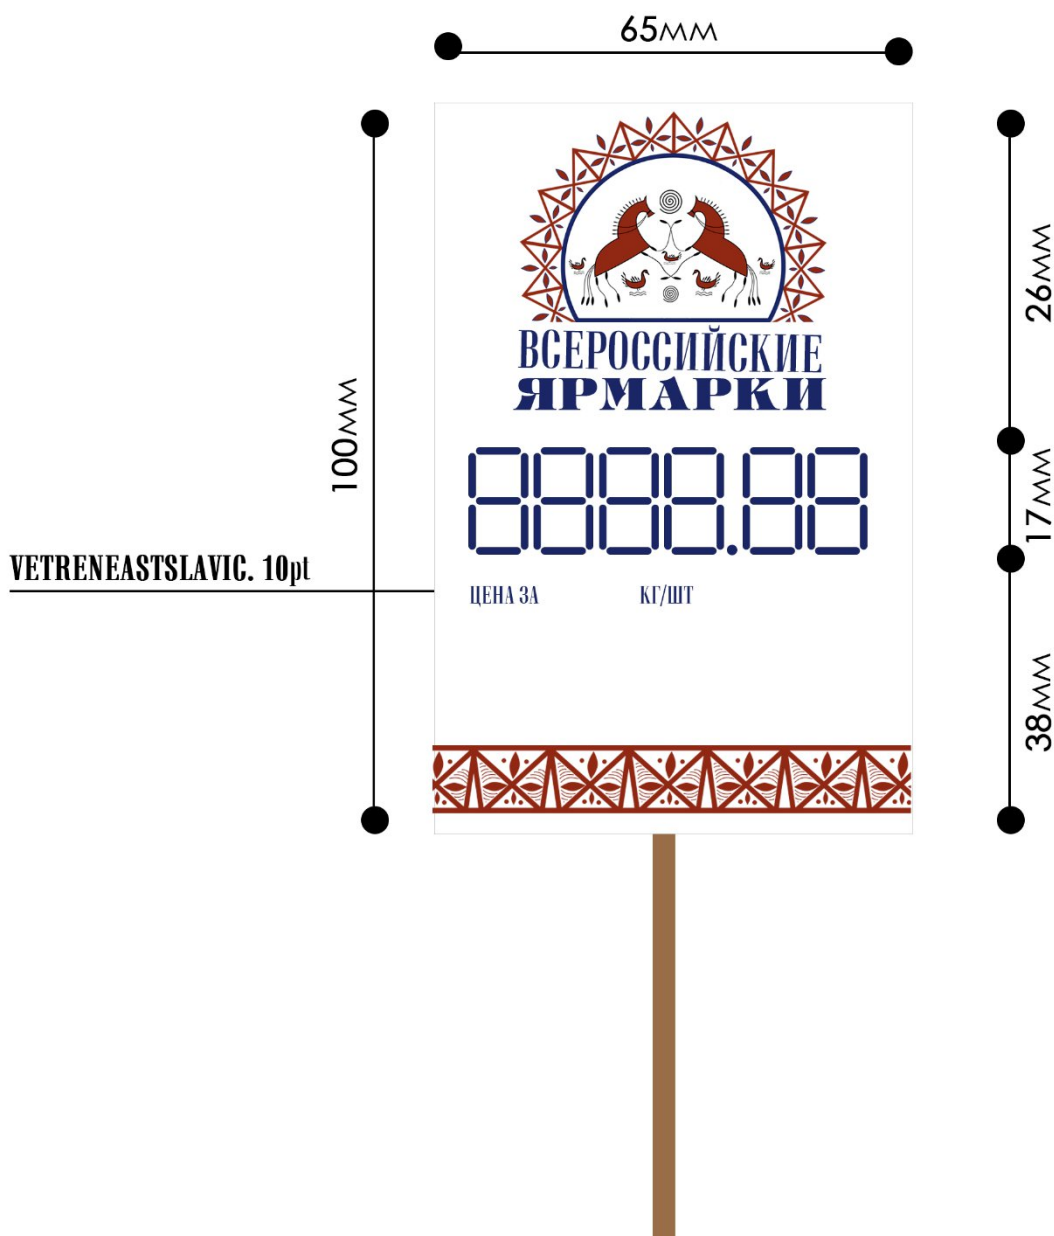 65мм
26мм
ВСЕРОССИЙСКИЕ
ЯРМАРКИ
100мм
8888.88
17мм
VETRENEASTSLAVIC. 10pt
ЦЕНА ЗА КГ/ШТ
38мм